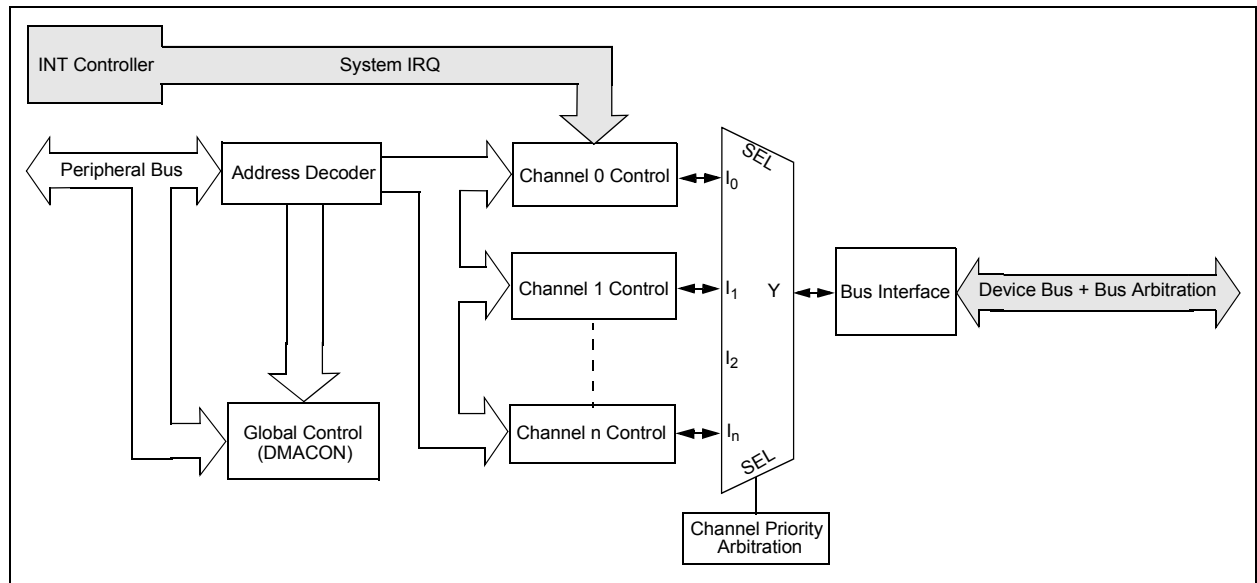 INT Controller
System IRQ
Peripheral Bus
Address Decoder
Channel 0 Control
SEL
I0
Channel 1 Control
I1
Y
Bus Interface
Device Bus + Bus Arbitration
I2
Global Control
(DMACON)
Channel n Control
In
SEL
Channel Priority
Arbitration